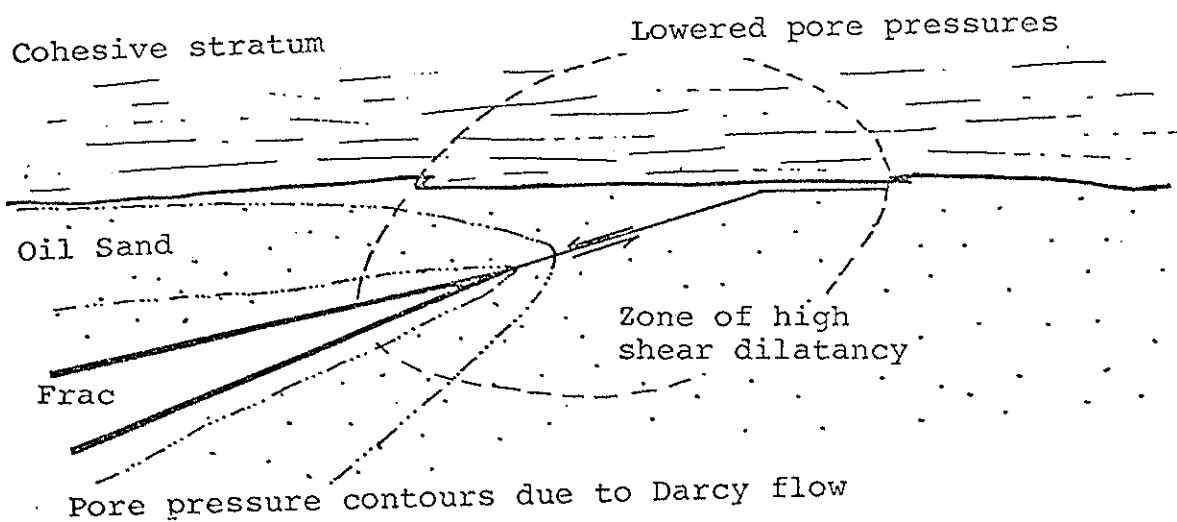 Cohesive stratum
Lowered pore pressures
Oil Sand
Zone of high
shear dilatancy
Frac
Pore pressure contours due to Darcy flow